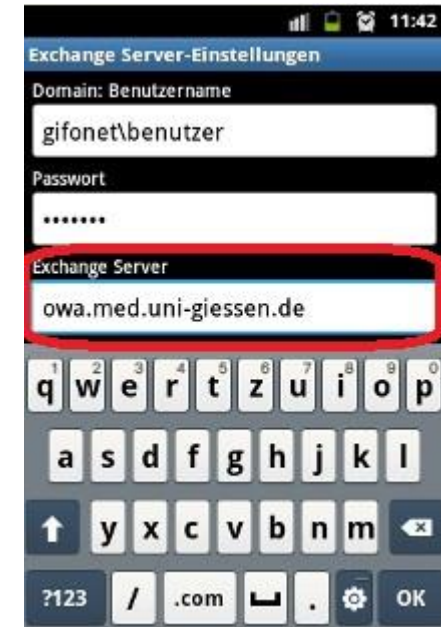 11:42
Exchange Server-Einstellungen
Domain: Benutzername
gifonet\benutzer
Passwort
•••••••
Exchange Server
owa.med.uni-giessen.de
1 2 3 4 5 6 7 8 9 0
q w e r t z u i o p
a s d f g h j k l
y x c v b n m
?123 / .com . OK